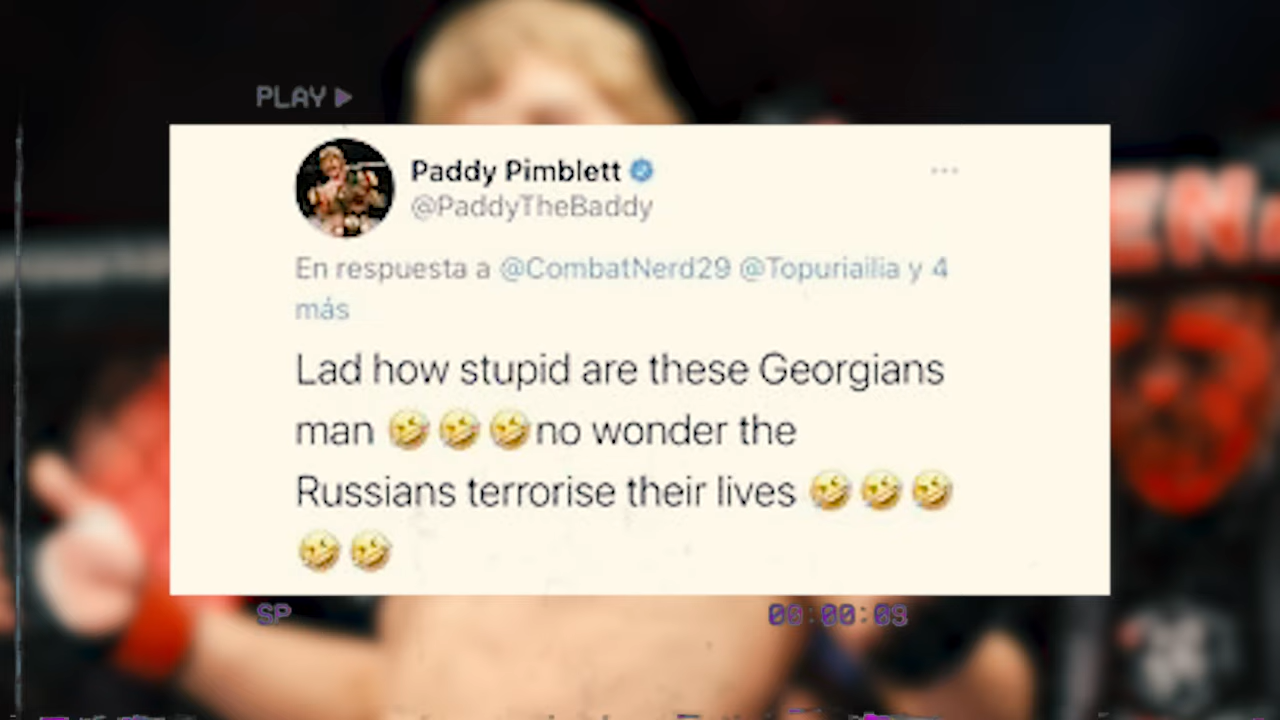 PLAY ▶
Paddy Pimblett
@PaddyTheBaddy
...
En respuesta a @CombatNerd29 @Topuriailia y 4
más
Lad how stupid are these Georgians
man 🤣🤣🤣no wonder the
Russians terrorise their lives 🤣🤣🤣
🤣🤣
SP
00:00:09